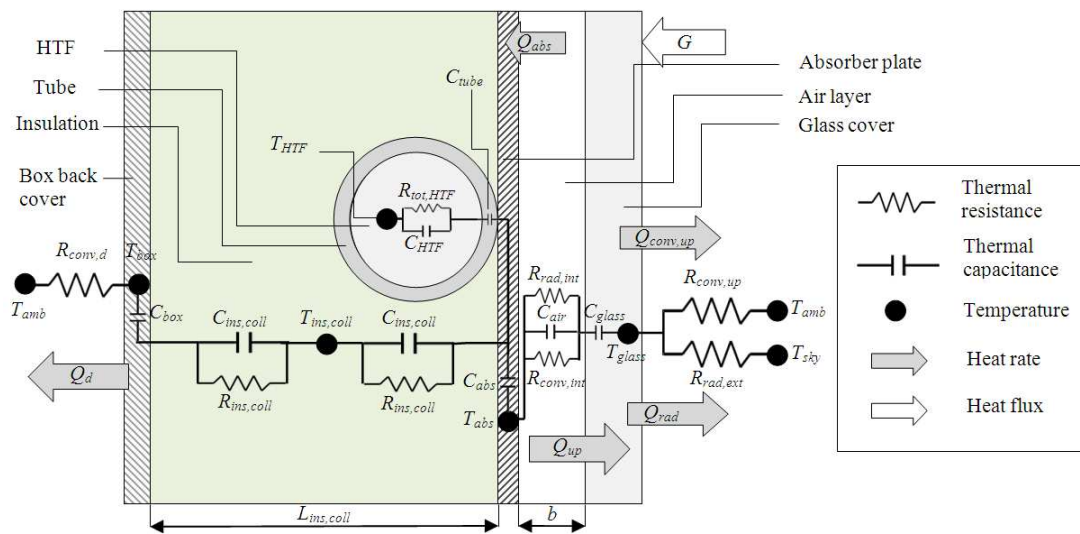 HTF
Tube
Insulation
Box back
cover
Q_abs
G
Absorber plate
Air layer
Glass cover
C_tube
T_HTF
R_tot,HTF
C_HTF
R_conv,d
T_box
T_amb
C_box
C_ins,coll
T_ins,coll
C_ins,coll
R_ins,coll
R_ins,coll
Q_d
C_abs
T_abs
R_rad,int
C_air
R_conv,int
C_glass
T_glass
Q_conv,up
R_conv,up
T_amb
T_sky
R_rad,ext
Q_rad
Q_up
L_ins,coll
b
Thermal
resistance
Thermal
capacitance
Temperature
Heat rate
Heat flux